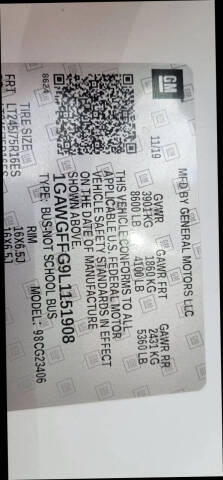 GM
MFD BY GENERAL MOTORS LLC
11/19 GVWR GAWR FRT GAWR RR
3901 KG 1860 KG 2431 KG
8600 LB 4100 LB 5360 LB
THIS VEHICLE CONFORMS TO ALL
APPLICABLE U.S. FEDERAL MOTOR
VEHICLE SAFETY STANDARDS IN EFFECT
ON THE DATE OF MANUFACTURE
SHOWN ABOVE.
1GAWGFFG9L1151908
8624 TYPE: BUS/NOT SCHOOL BUS MODEL: 98CG23406
TIRE SIZE RIM
FRT LT245/75R16ES 16X6.5J
16X6.5J